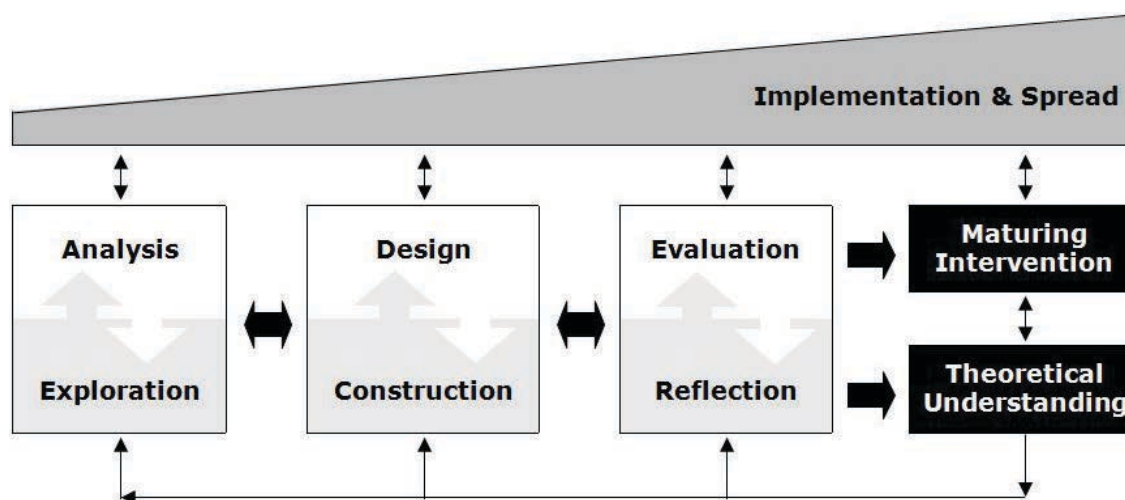 Implementation & Spread
Analysis
Exploration
Design
Construction
Evaluation
Reflection
Maturing
Intervention
Theoretical
Understanding